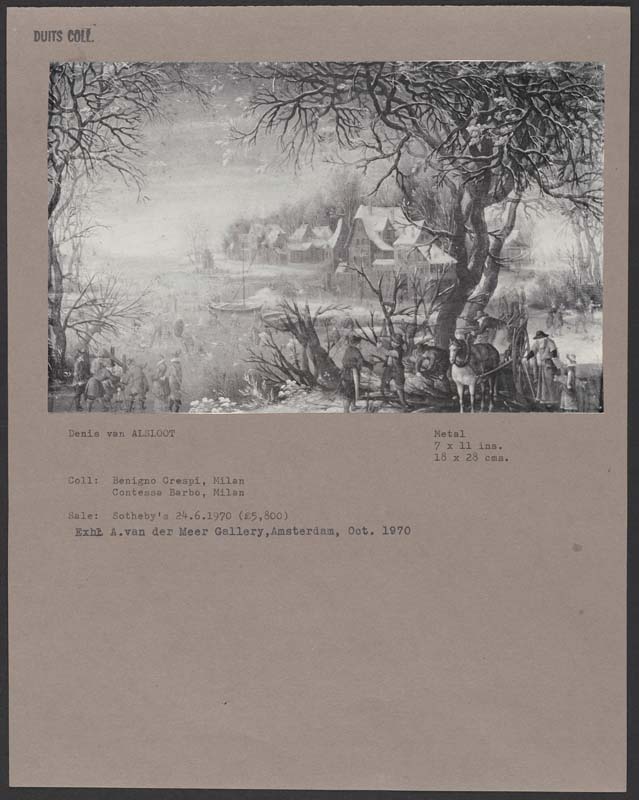 DUITS COLL.
Denis van ALSLOOT
Metal
7 x 11 ins.
18 x 28 cms.
Coll: Benigno Crespi, Milan
Contessa Barbo, Milan
Sale: Sotheby's 24.6.1970 (£5,800)
Exhb A.van der Meer Gallery,Amsterdam, Oct. 1970